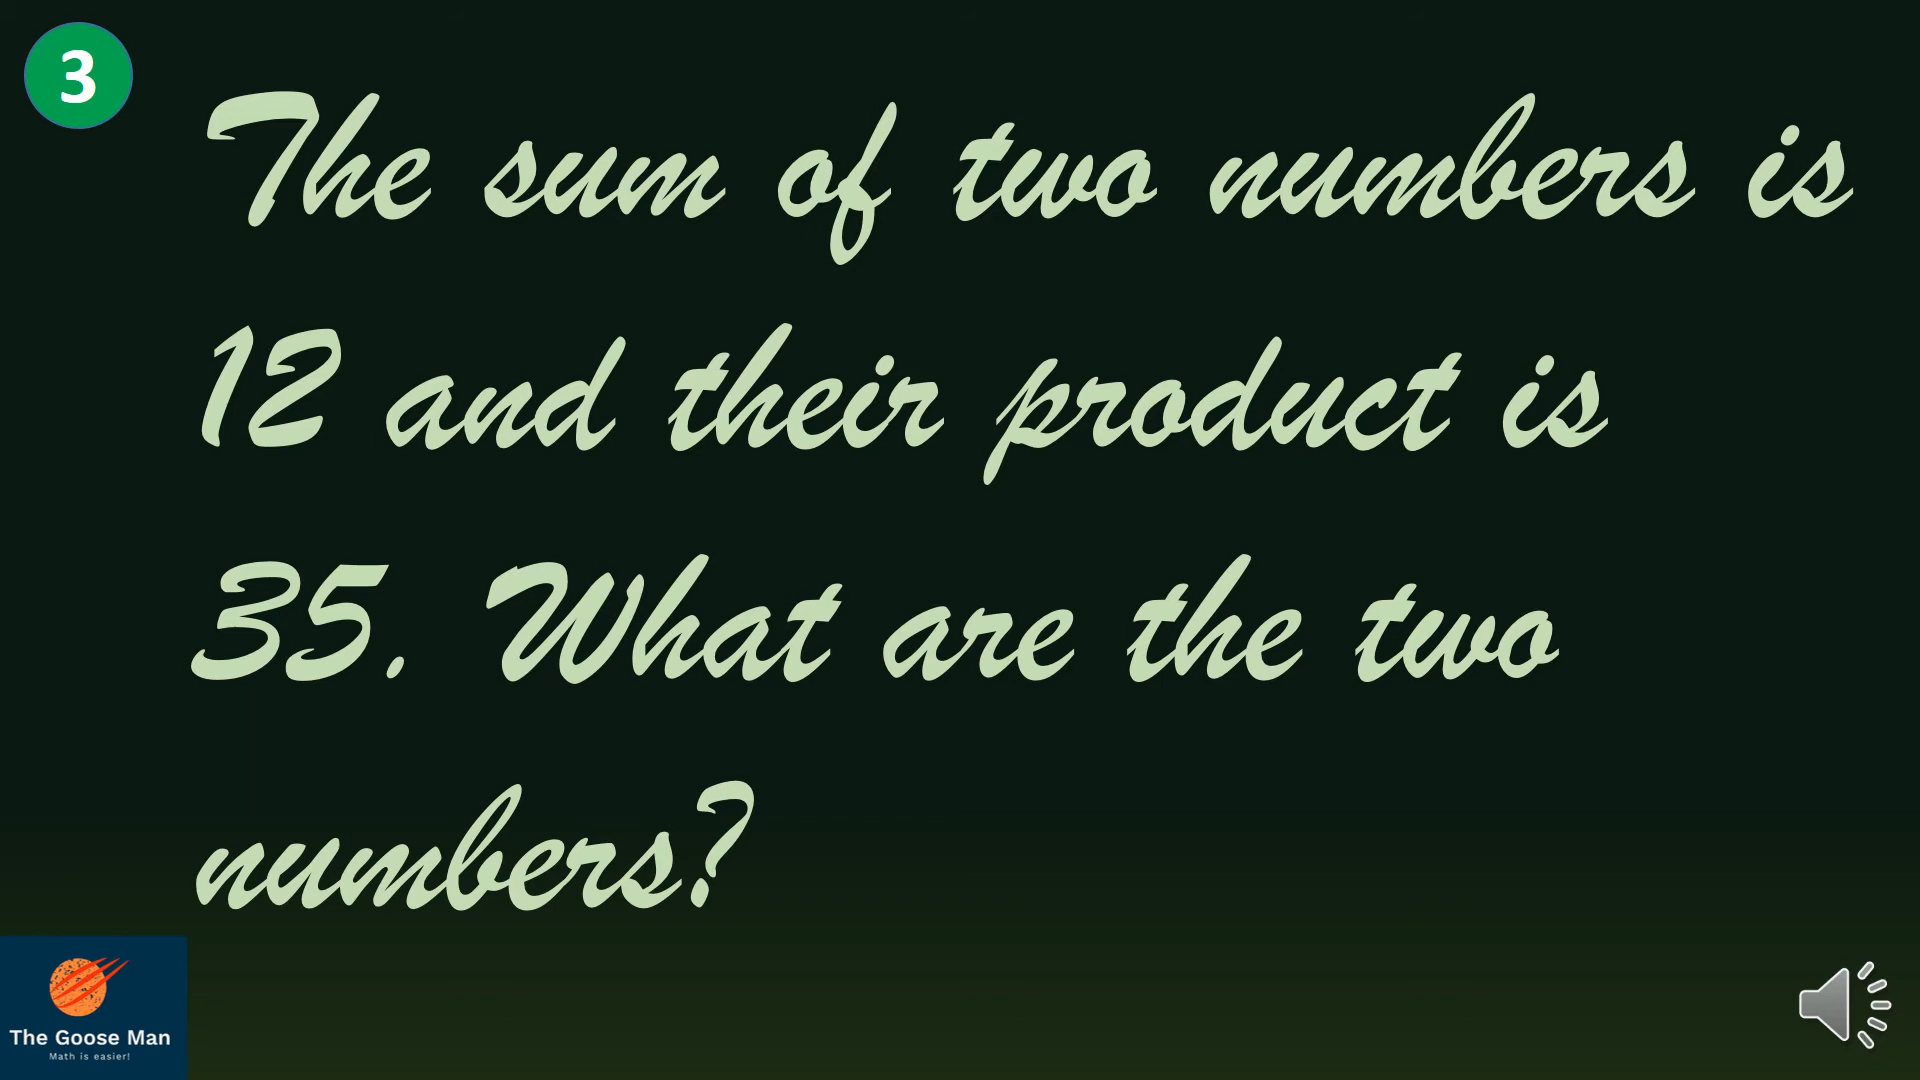 3
The sum of two numbers is
12 and their product is
35. What are the two
numbers?
The Goose Man
Math is easier!